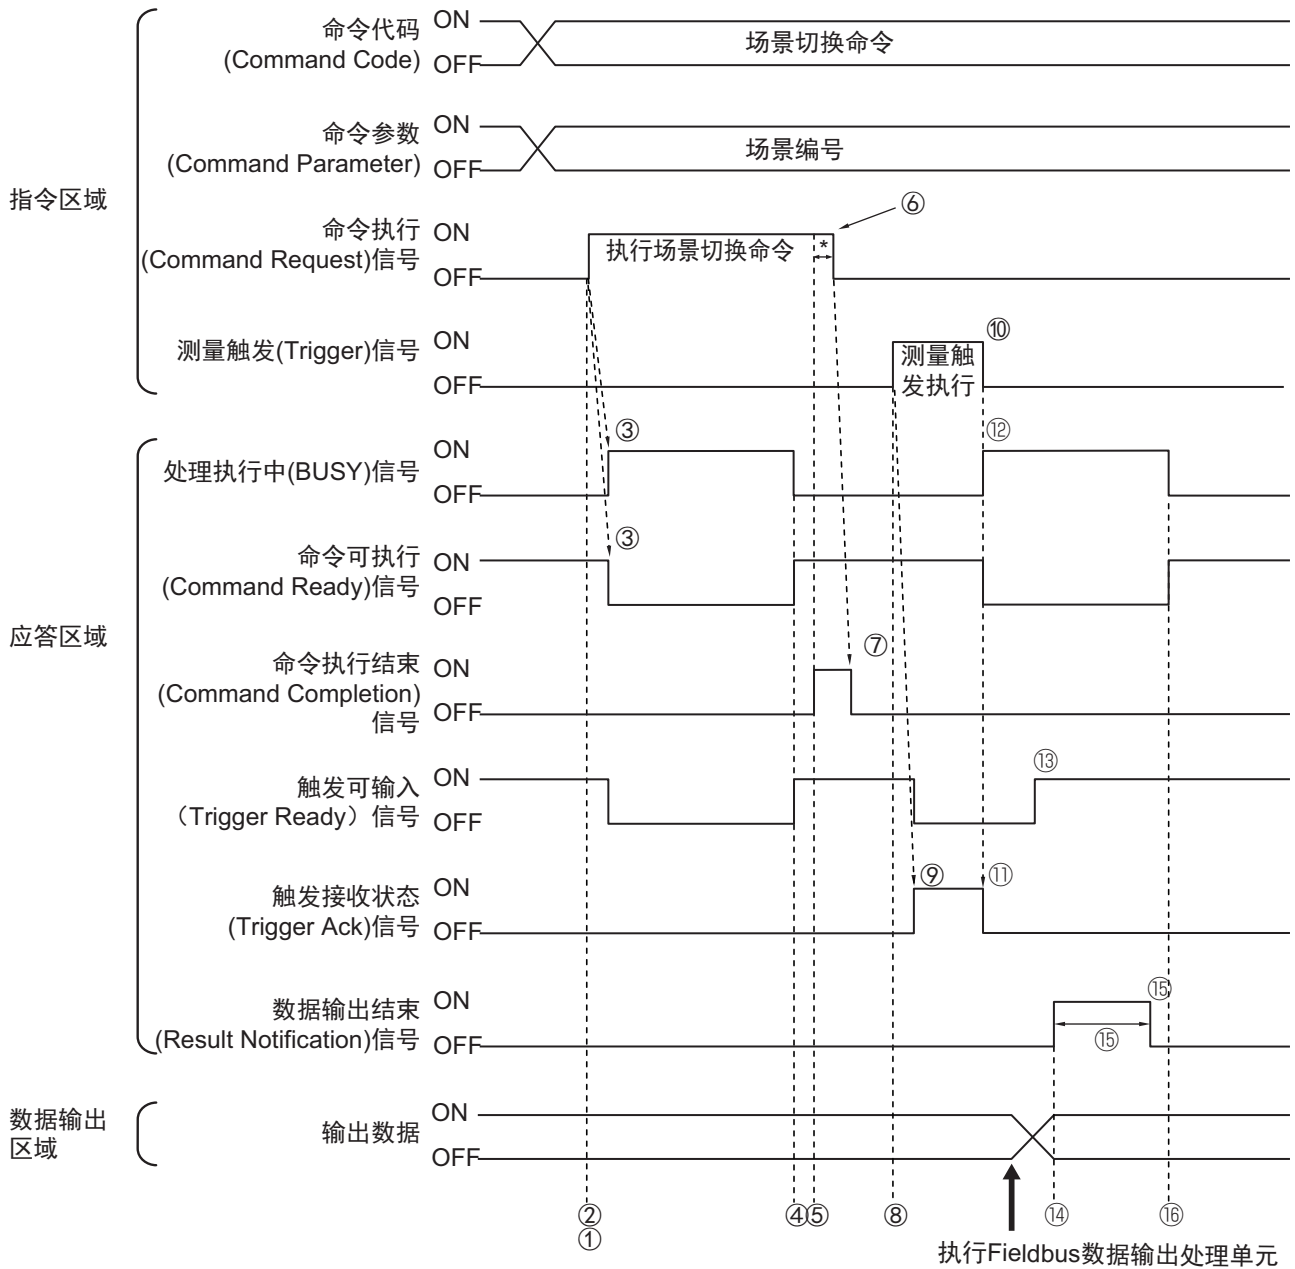 指令区域
命令代码
(Command Code)
ON
OFF
场景切换命令
命令参数
(Command Parameter)
ON
OFF
场景编号
命令执行
(Command Request)信号
ON
OFF
执行场景切换命令
*
⑥
测量触发(Trigger)信号
ON
OFF
测量触
发执行
⑩
应答区域
处理执行中(BUSY)信号
ON
OFF
③
⑫
命令可执行
(Command Ready)信号
ON
OFF
③
命令执行结束
(Command Completion)
信号
ON
OFF
⑦
触发可输入
（Trigger Ready）信号
ON
OFF
⑬
触发接收状态
(Trigger Ack)信号
ON
OFF
⑨
⑪
数据输出结束
(Result Notification)信号
ON
OFF
⑮
⑮
数据输出
区域
输出数据
ON
OFF
② ④⑤ ⑧ ⑭ ⑯
①
执行Fieldbus数据输出处理单元